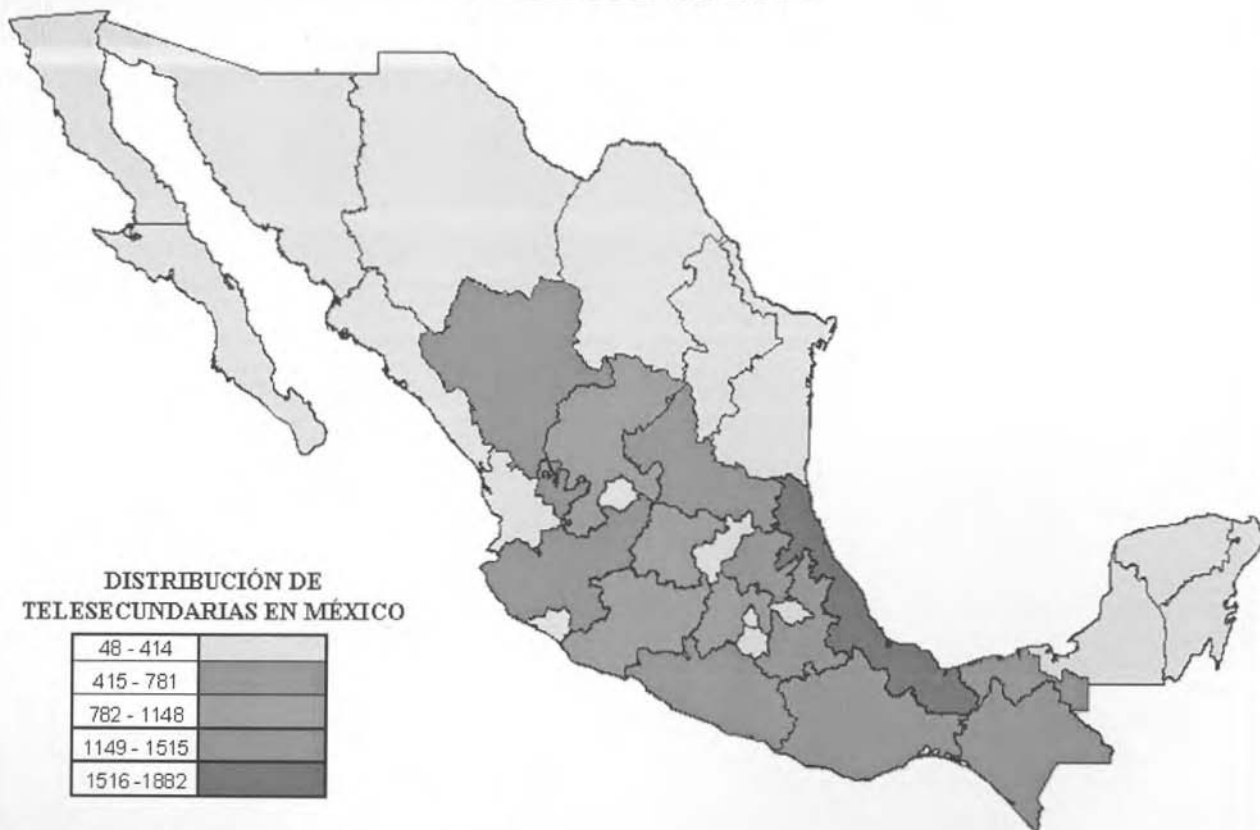 DISTRIBUCIÓN DE
TELESECUNDARIAS EN MÉXICO
48 - 414
415 - 781
782 - 1148
1149 - 1515
1516 -1882